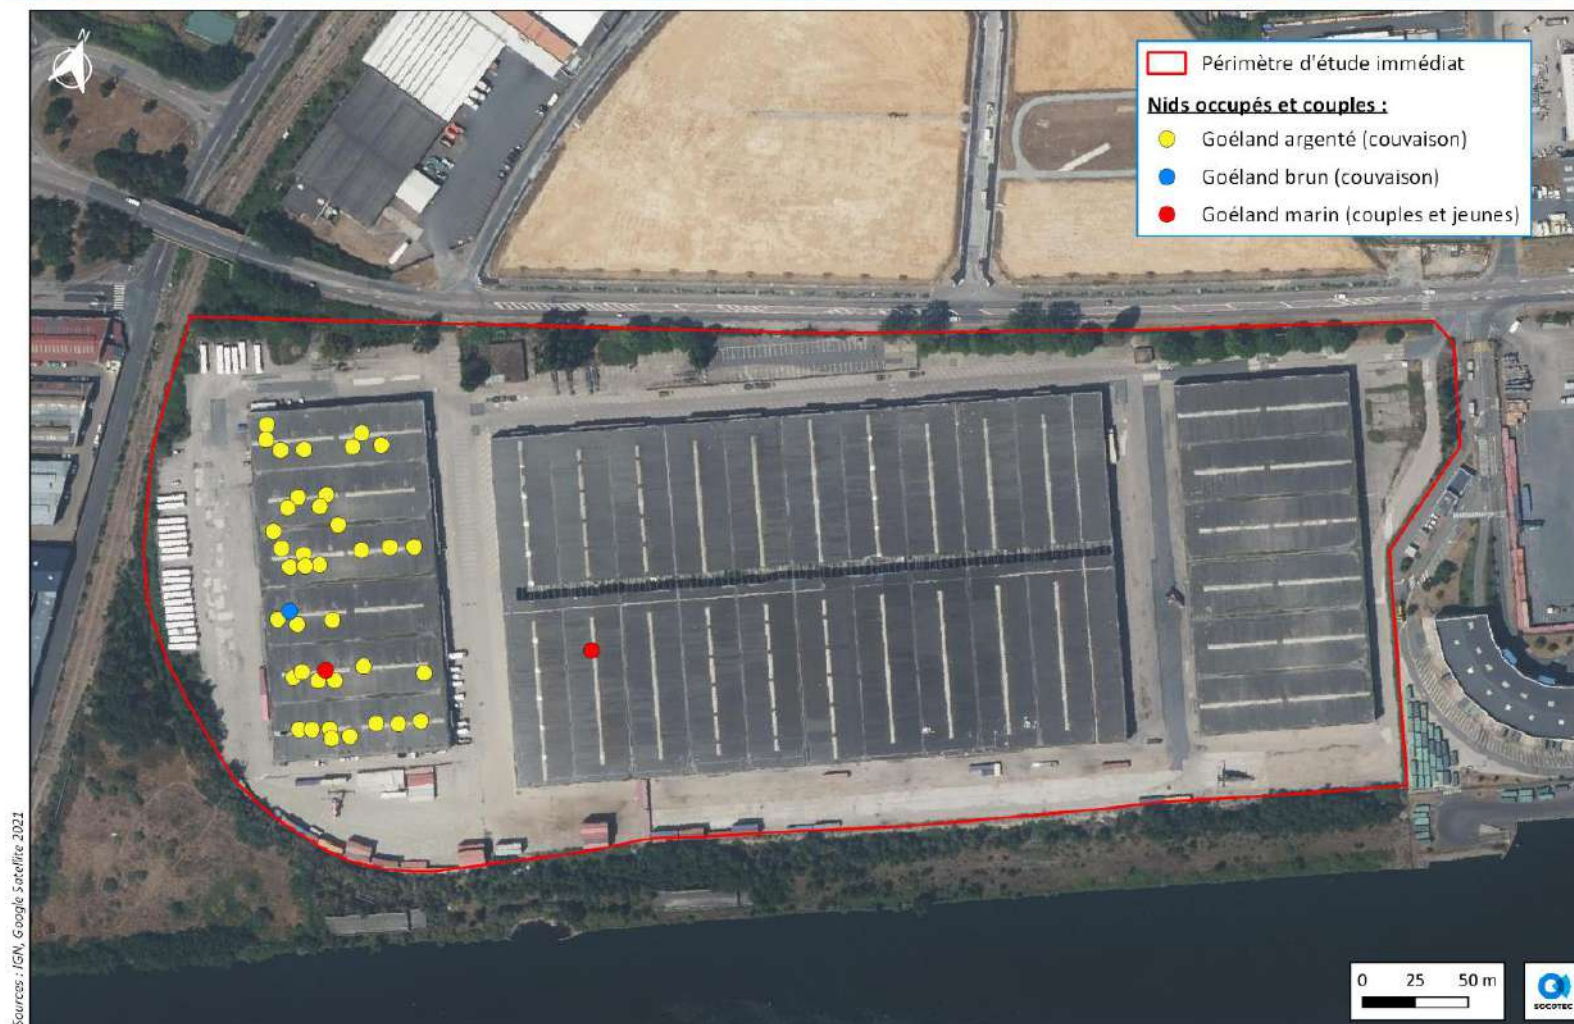 N
Périmètre d'étude immédiat
Nids occupés et couples :
Goéland argenté (couvaison)
Goéland brun (couvaison)
Goéland marin (couples et jeunes)
Sources : IGN, Google Satellite 2021
0 25 50 m
SOCOTEC